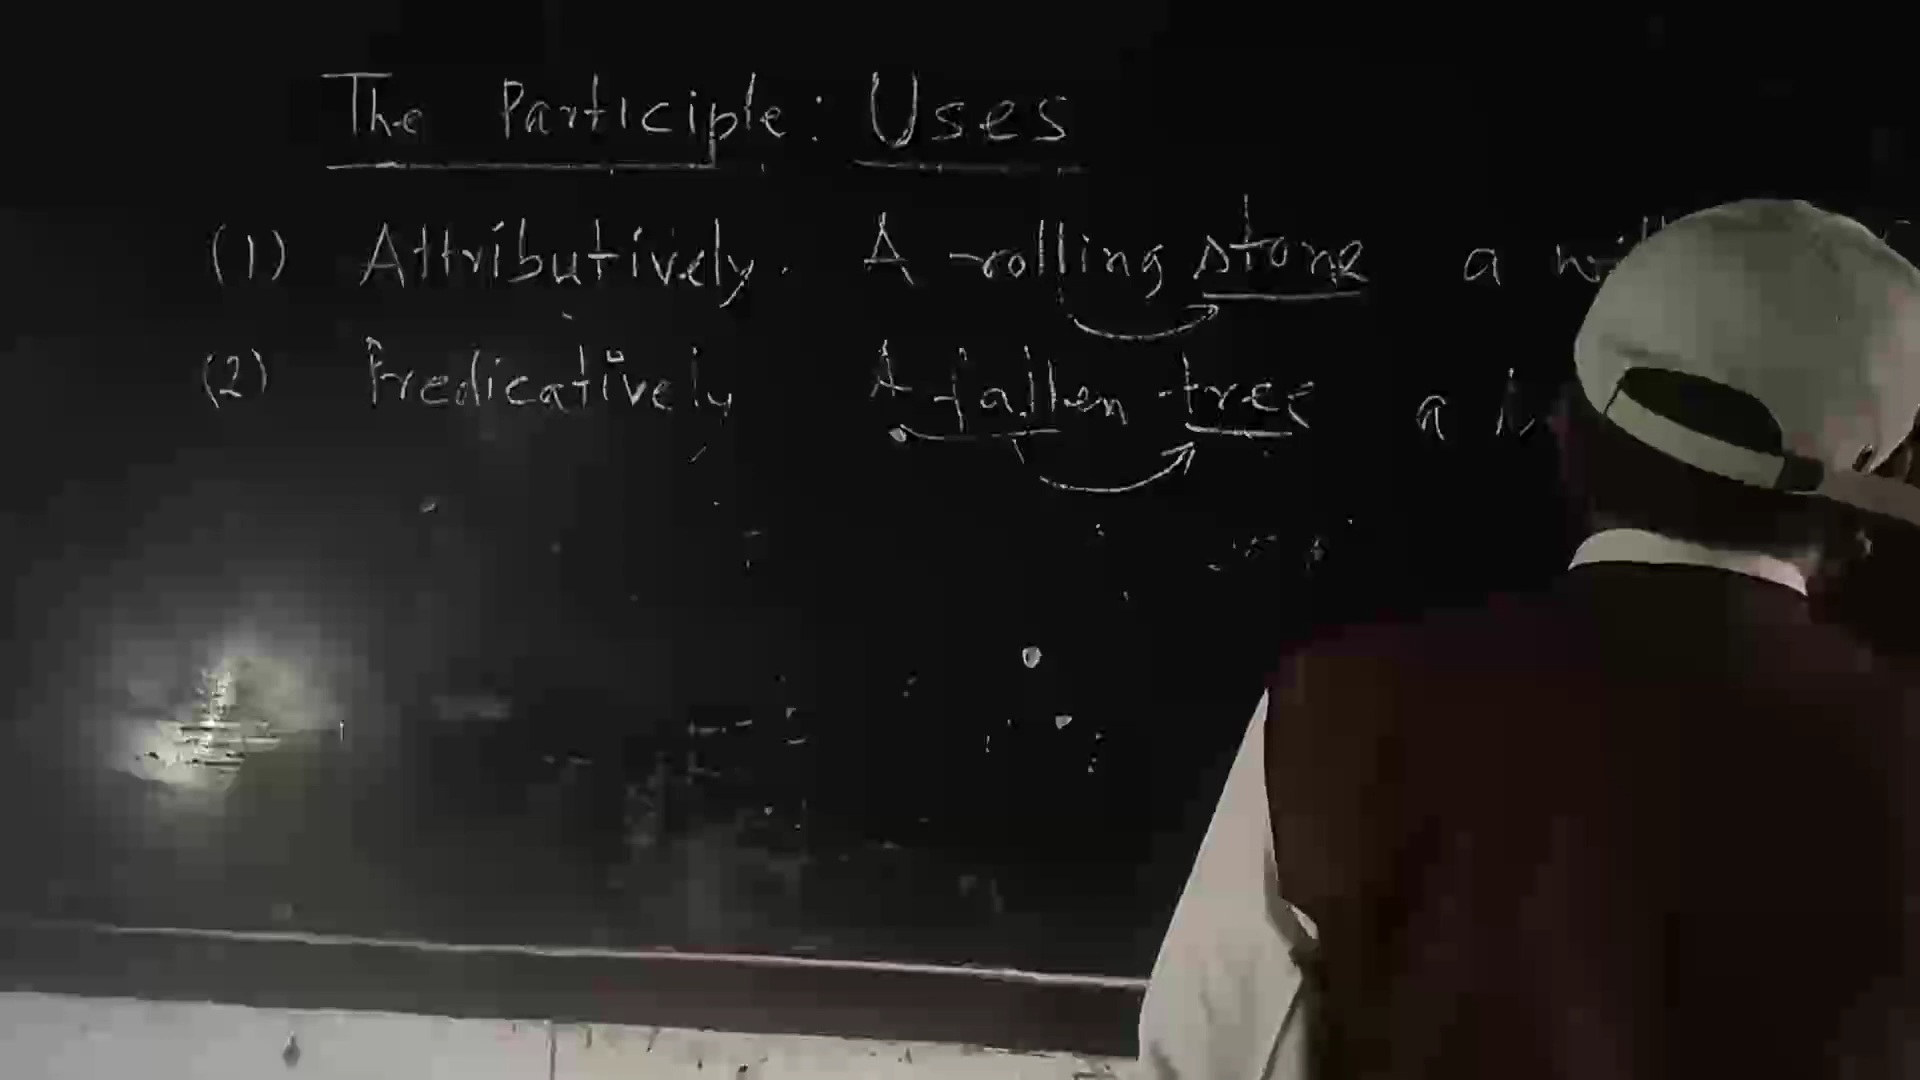 The Participle: Uses
(1) Attributively. A rolling stone a
(2) Predicatively A fallen tree a